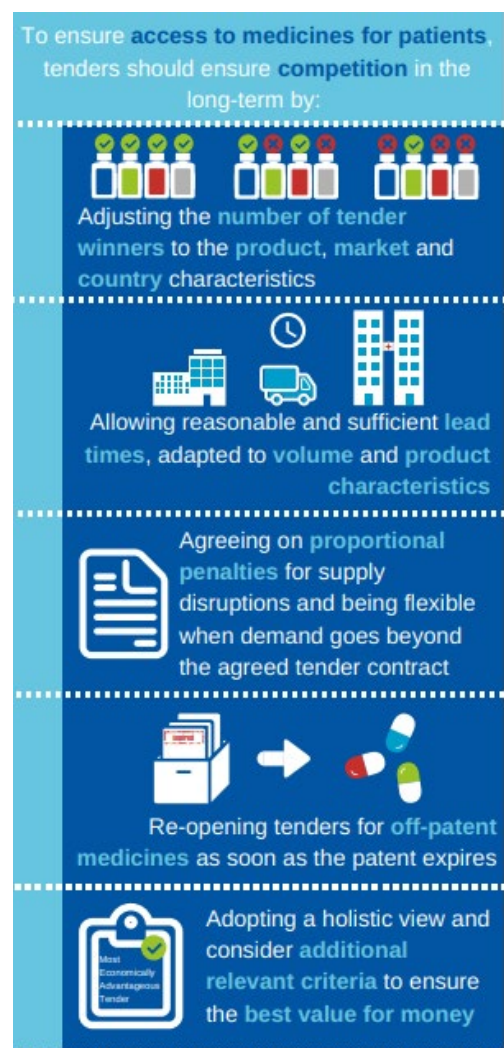 To ensure access to medicines for patients,
tenders should ensure competition in the
long-term by:
Adjusting the number of tender
winners to the product, market and
country characteristics
Allowing reasonable and sufficient lead
times, adapted to volume and product
characteristics
Agreeing on proportional
penalties for supply
disruptions and being flexible
when demand goes beyond
the agreed tender contract
Re-opening tenders for off-patent
medicines as soon as the patent expires
Most
Economically
Advantageous
Tender
Adopting a holistic view and
consider additional
relevant criteria to ensure
the best value for money